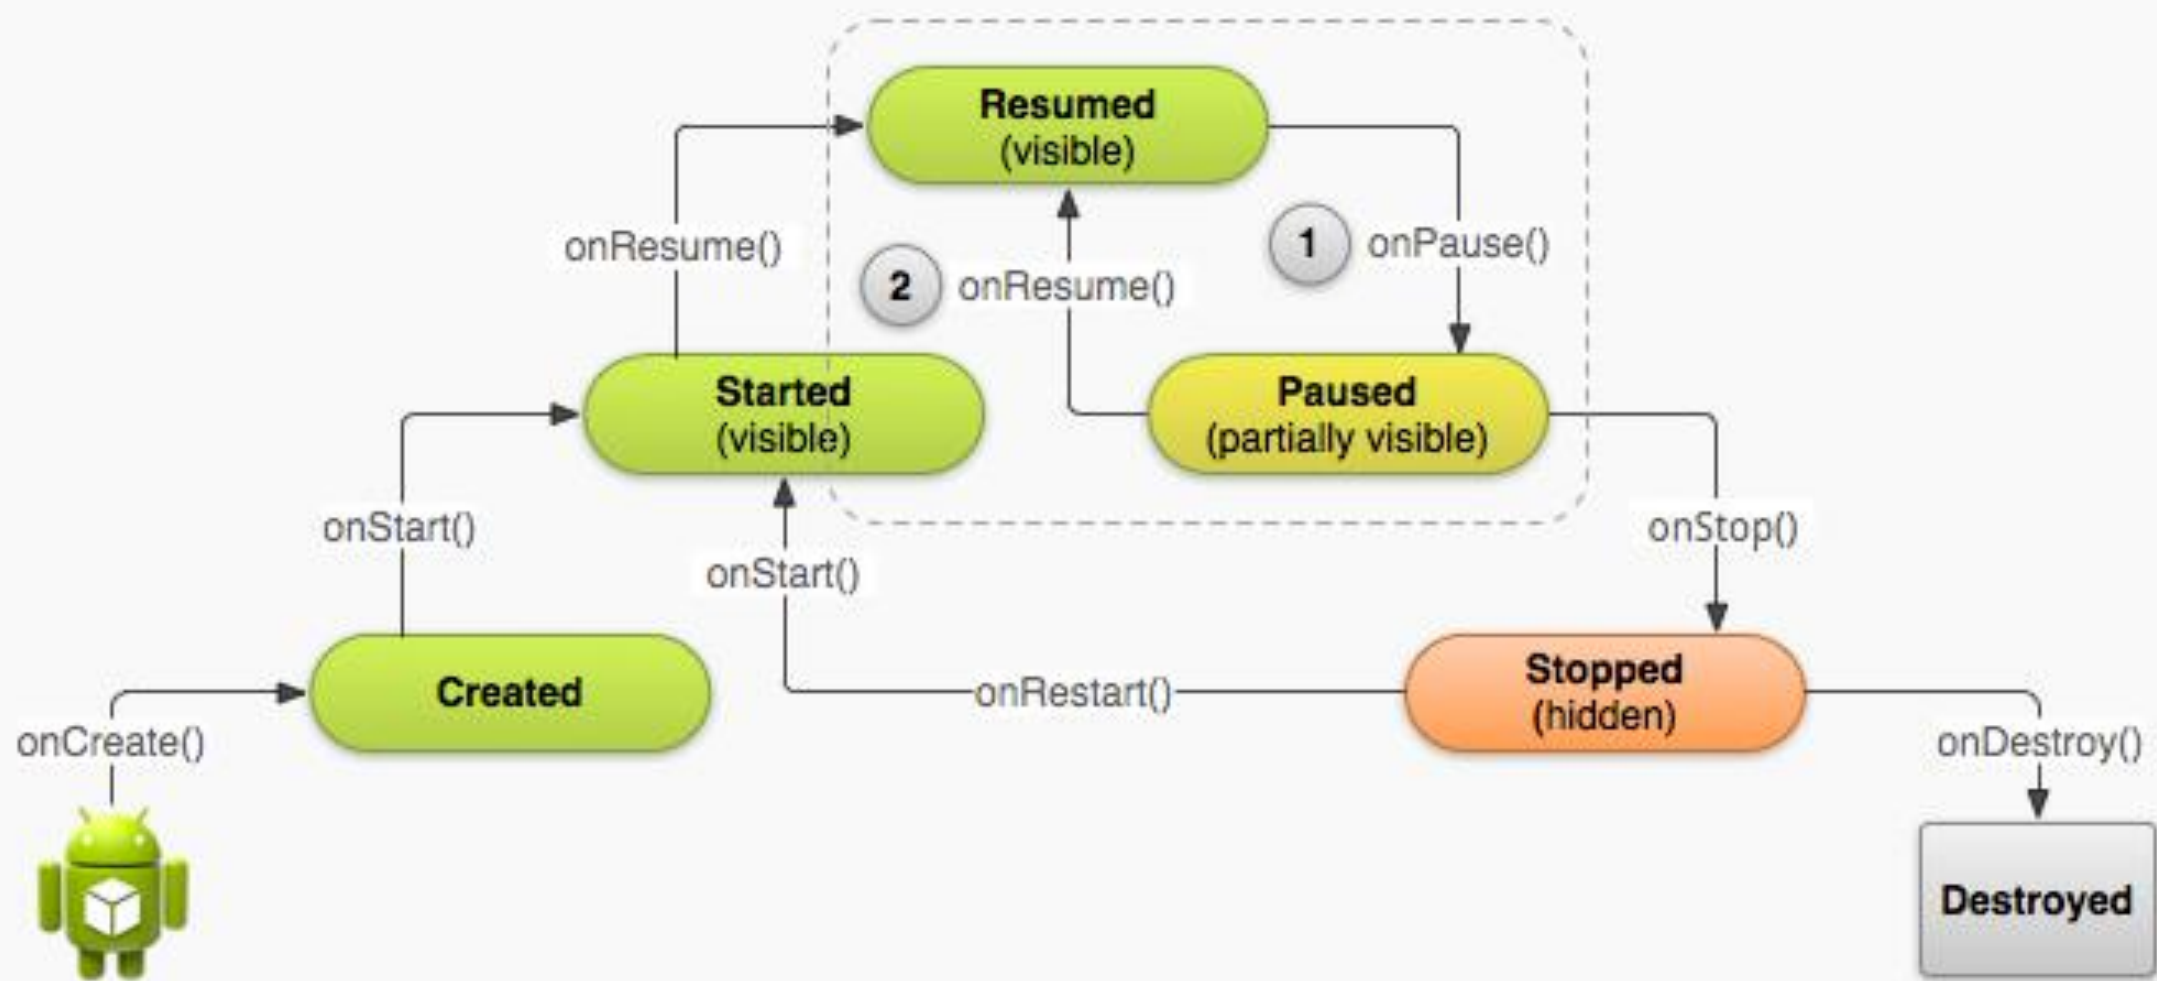 Resumed
(visible)
onResume()
1
onPause()
2
onResume()
Started
(visible)
Paused
(partially visible)
onStart()
onStop()
onStart()
Created
onRestart()
Stopped
(hidden)
onCreate()
onDestroy()
Destroyed